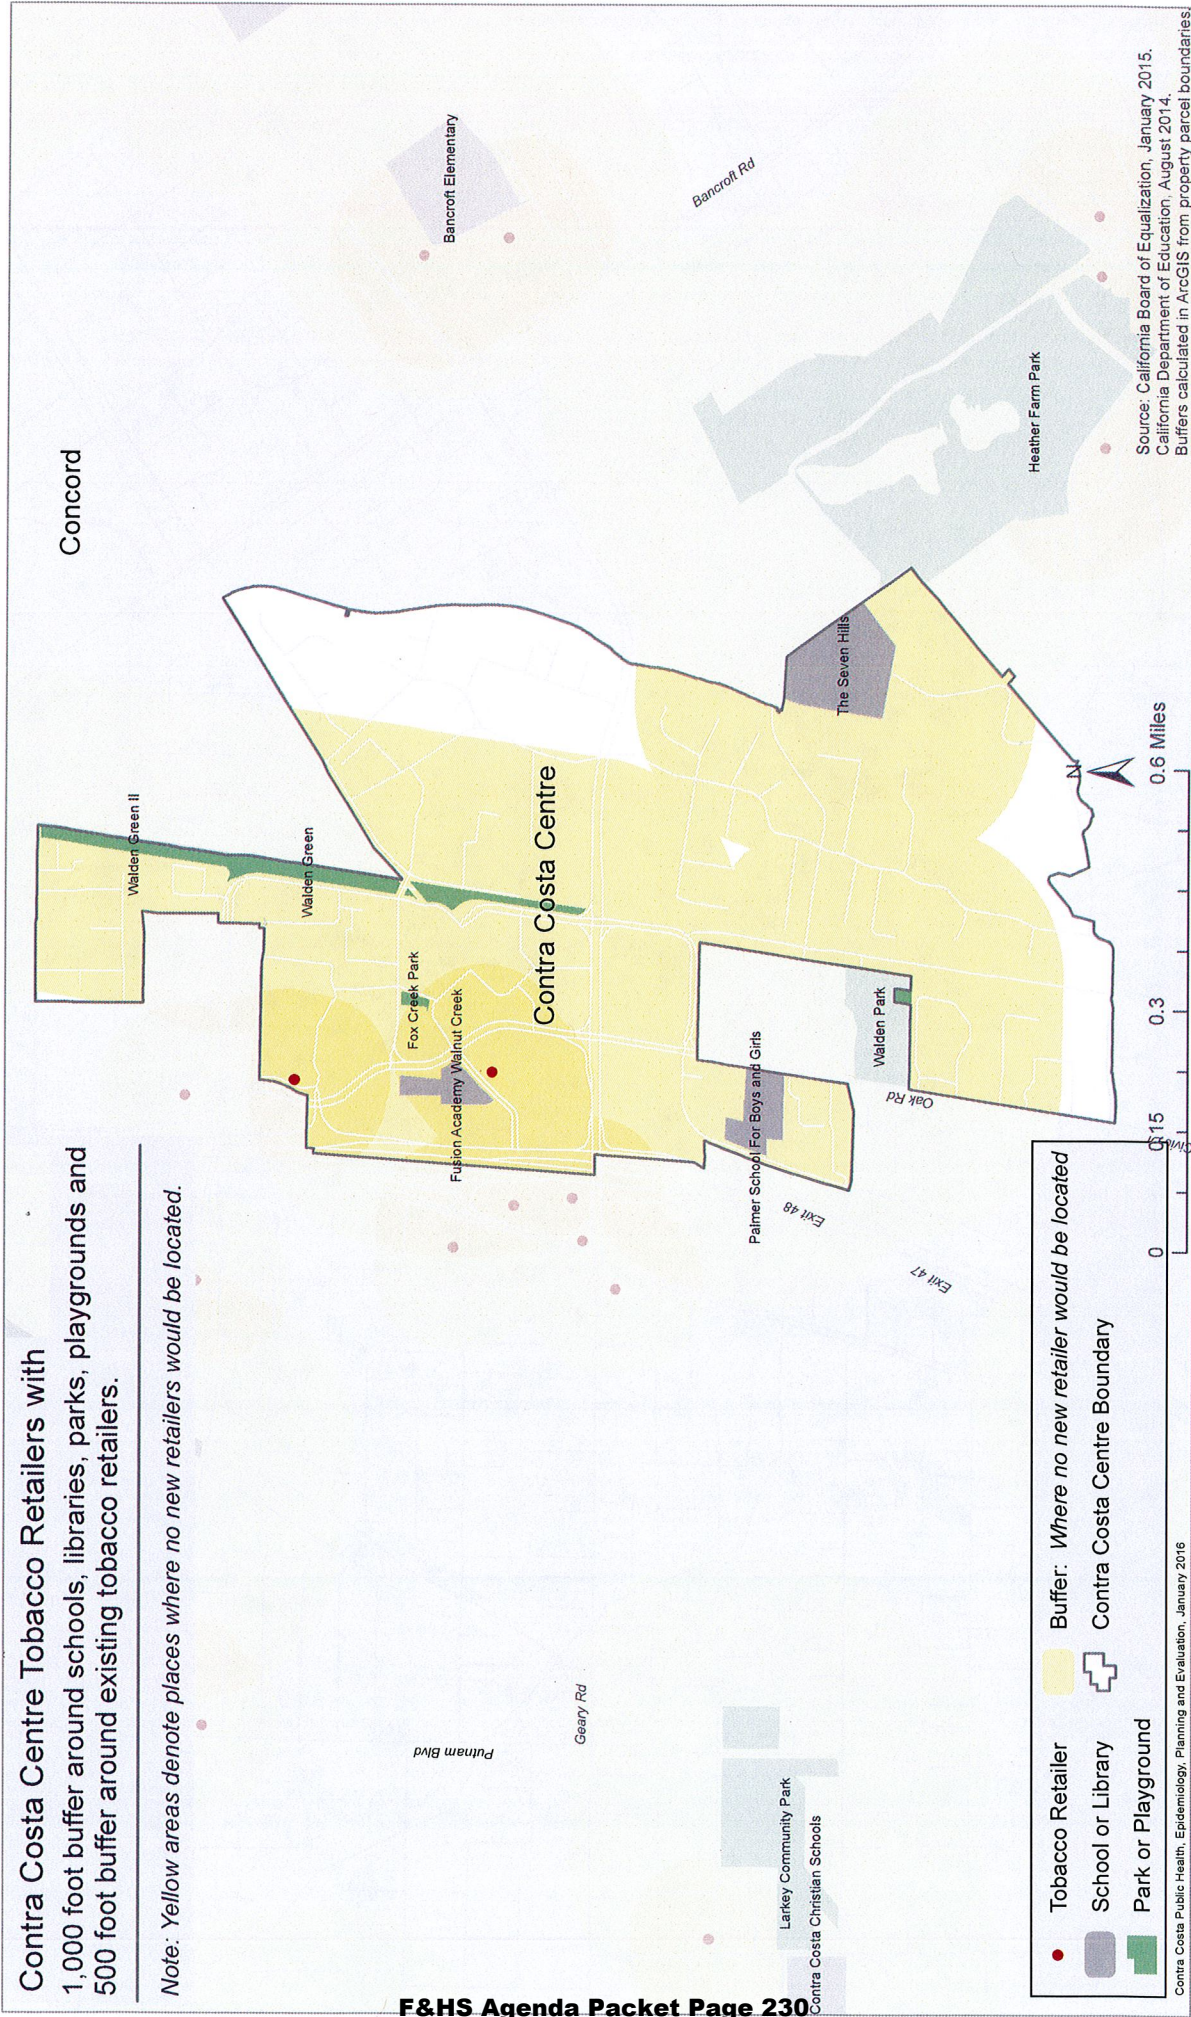 Contra Costa Centre Tobacco Retailers with
1,000 foot buffer around schools, libraries, parks, playgrounds and
500 foot buffer around existing tobacco retailers.
Note: Yellow areas denote places where no new retailers would be located.
Concord
Walden Green II
Walden Green
Bancroft Elementary
Fox Creek Park
Fusion Academy Walnut Creek
Contra Costa Centre
Bancroft Rd
Putnam Blvd
Geary Rd
Palmer School For Boys and Girls
The Seven Hills
Walden Park
Oak Rd
Exit 48
Exit 47
Heather Farm Park
Larkey Community Park
Contra Costa Christian Schools
Tobacco Retailer
School or Library
Park or Playground
Buffer: Where no new retailer would be located
Contra Costa Centre Boundary
N
0 0.15 0.3 0.6 Miles
Source: California Board of Equalization, January 2015.
California Department of Education, August 2014.
Buffers calculated in ArcGIS from property parcel boundaries.
Contra Costa Public Health, Epidemiology, Planning and Evaluation, January 2016
F&HS Agenda Packet Page 230